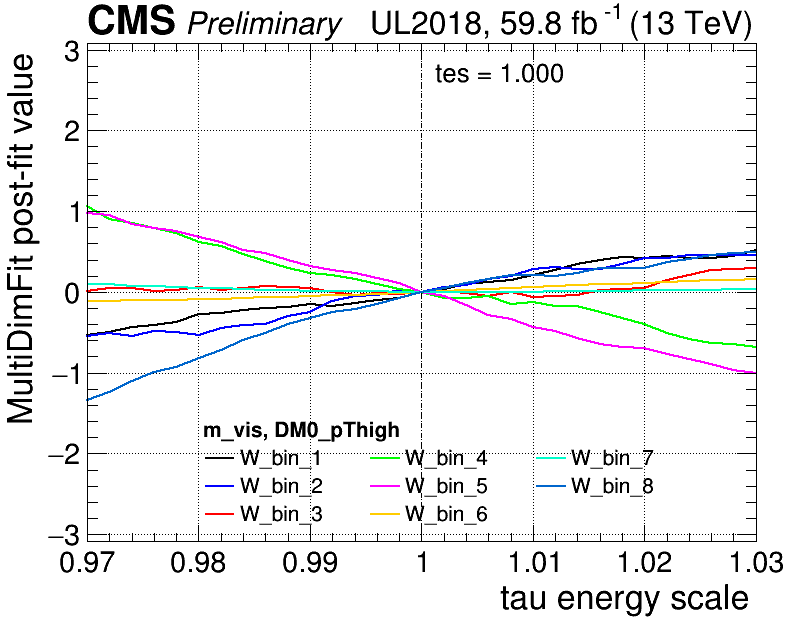 CMS Preliminary UL2018, 59.8 fb⁻¹ (13 TeV)
tes = 1.000
MultiDimFit post-fit value
3
2
1
0
−1
−2
−3
m_vis, DM0_pThigh
W_bin_1 W_bin_4 W_bin_7
W_bin_2 W_bin_5 W_bin_8
W_bin_3 W_bin_6
0.97 0.98 0.99 1 1.01 1.02 1.03
tau energy scale